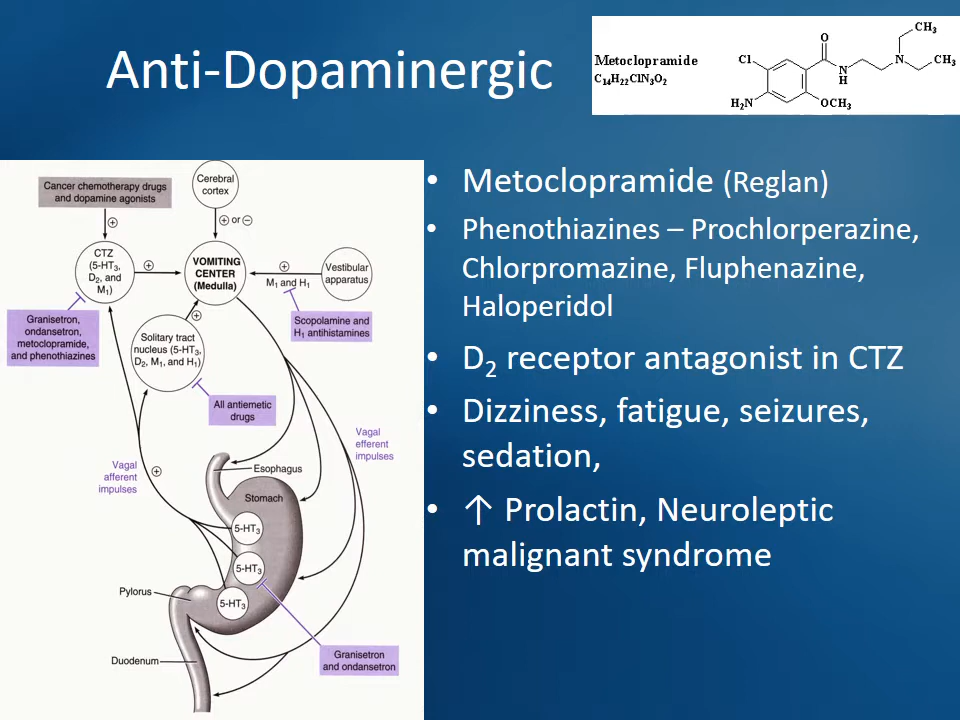 Anti-Dopaminergic
Metoclopramide
C₁₄H₂₂ClN₃O₂
CH₃
O
Cl
N
CH₃
N
H
H₂N
OCH₃
Cancer chemotherapy drugs
and dopamine agonists
Cerebral
cortex
+
+ or −
CTZ
(5-HT₃,
D₂, and
M₁)
+
VOMITING
CENTER
(Medulla)
+
M₁ and H₁
Vestibular
apparatus
Granisetron,
ondansetron,
metoclopramide,
and phenothiazines
+
Solitary tract
nucleus (5-HT₃,
D₂, M₁, and H₁)
Scopolamine and
H₁ antihistamines
All antiemetic
drugs
Vagal
efferent
impulses
Vagal
afferent
impulses
+
Esophagus
Stomach
5-HT₃
5-HT₃
5-HT₃
Pylorus
Duodenum
Granisetron
and ondansetron
• Metoclopramide (Reglan)
• Phenothiazines – Prochlorperazine,
Chlorpromazine, Fluphenazine,
Haloperidol
• D₂ receptor antagonist in CTZ
• Dizziness, fatigue, seizures,
sedation,
• ↑ Prolactin, Neuroleptic
malignant syndrome